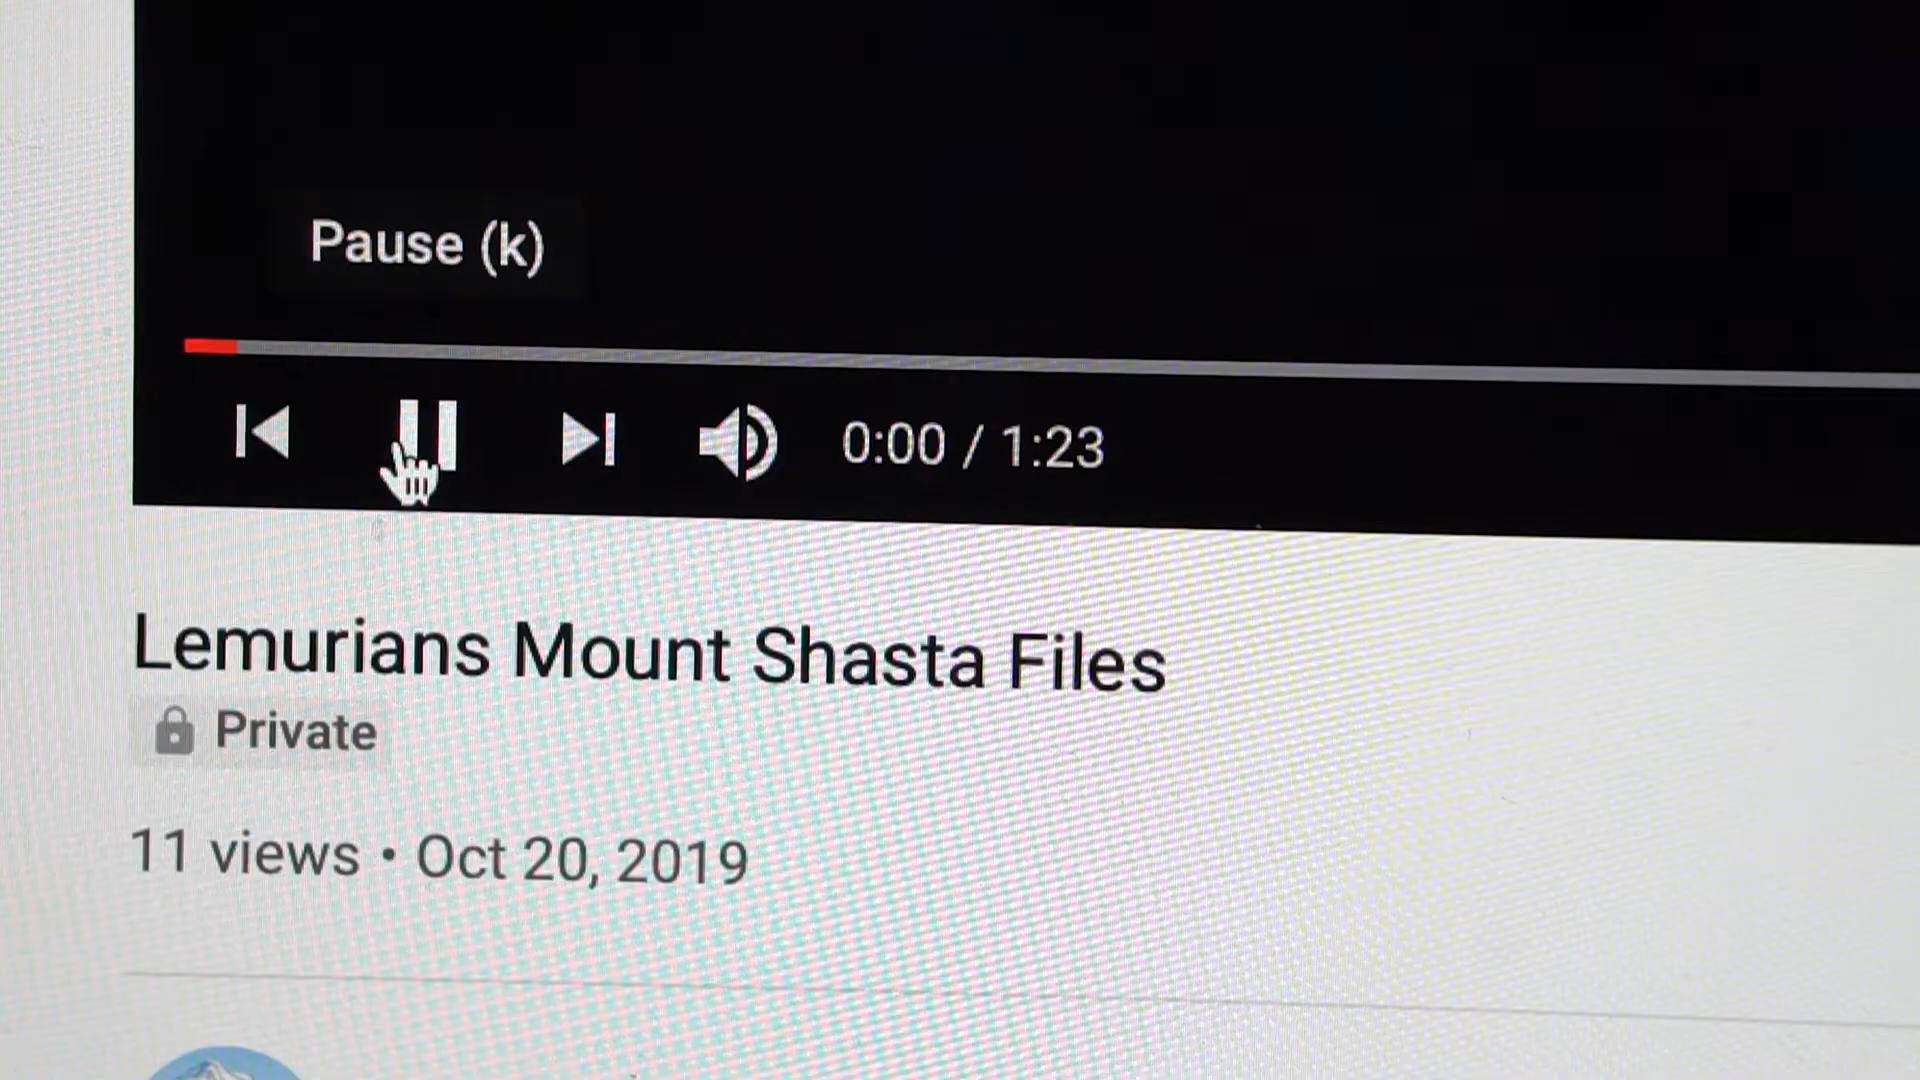 Pause (k)
0:00 / 1:23
Lemurians Mount Shasta Files
Private
11 views • Oct 20, 2019